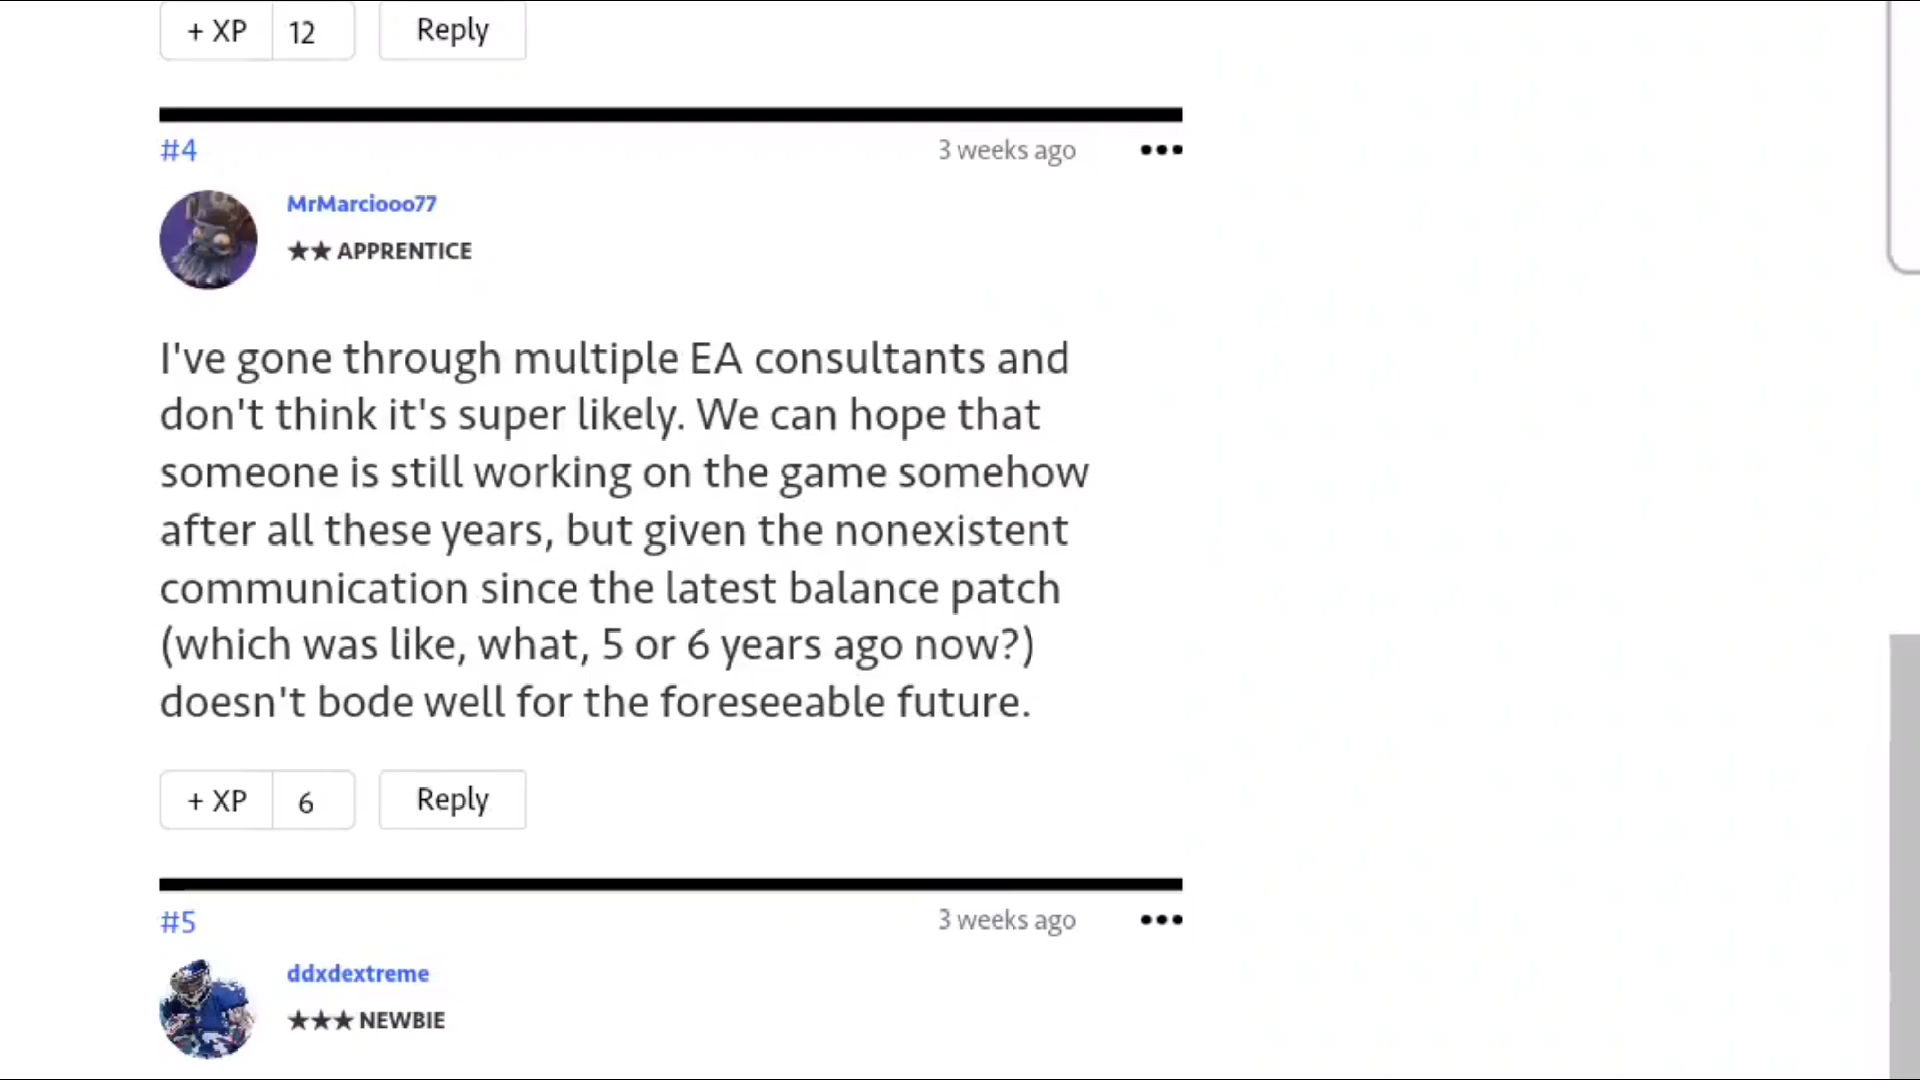 + XP 12 Reply
#4 3 weeks ago •••
MrMarciooo77
★★ APPRENTICE
I've gone through multiple EA consultants and
don't think it's super likely. We can hope that
someone is still working on the game somehow
after all these years, but given the nonexistent
communication since the latest balance patch
(which was like, what, 5 or 6 years ago now?)
doesn't bode well for the foreseeable future.
+ XP 6 Reply
#5 3 weeks ago •••
ddxdextreme
★★★ NEWBIE